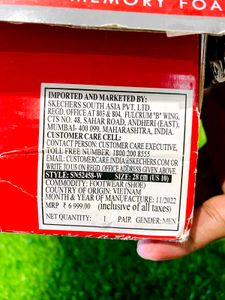 MEMORY FOA
IMPORTED AND MARKETED BY:
SKECHERS SOUTH ASIA PVT. LTD.
REGD. OFFICE AT 803 & 804, FULCRUM "B" WING,
CTS NO. 48, SAHAR ROAD, ANDHERI (EAST),
MUMBAI- 400 099, MAHARASHTRA, INDIA.
CUSTOMER CARE CELL:
CONTACT PERSON: CUSTOMER CARE EXECUTIVE,
TOLL FREE NUMBER: 1800 200 8555
EMAIL: CUSTOMERCARE.INDIA@SKECHERS.COM OR
WRITE TO US ON REGD. OFFICE ADDRESS GIVEN ABOVE.
STYLE: SN52458-W SIZE: 28 cm (US 10)
COMMODITY: FOOTWEAR (SHOE)
COUNTRY OF ORIGIN: VIETNAM
MONTH & YEAR OF MANUFACTURE: 11/2022
MRP ₹ 6 999.00 (inclusive of all taxes)
NET QUANTITY: 1 PAIR GENDER: MEN